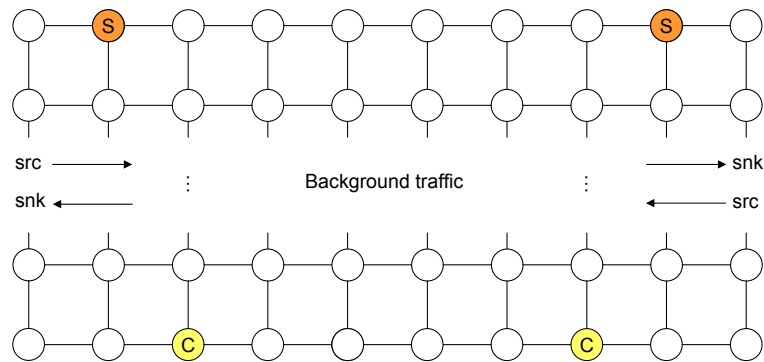 S S
src snk
⋮ Background traffic ⋮
snk src
C C